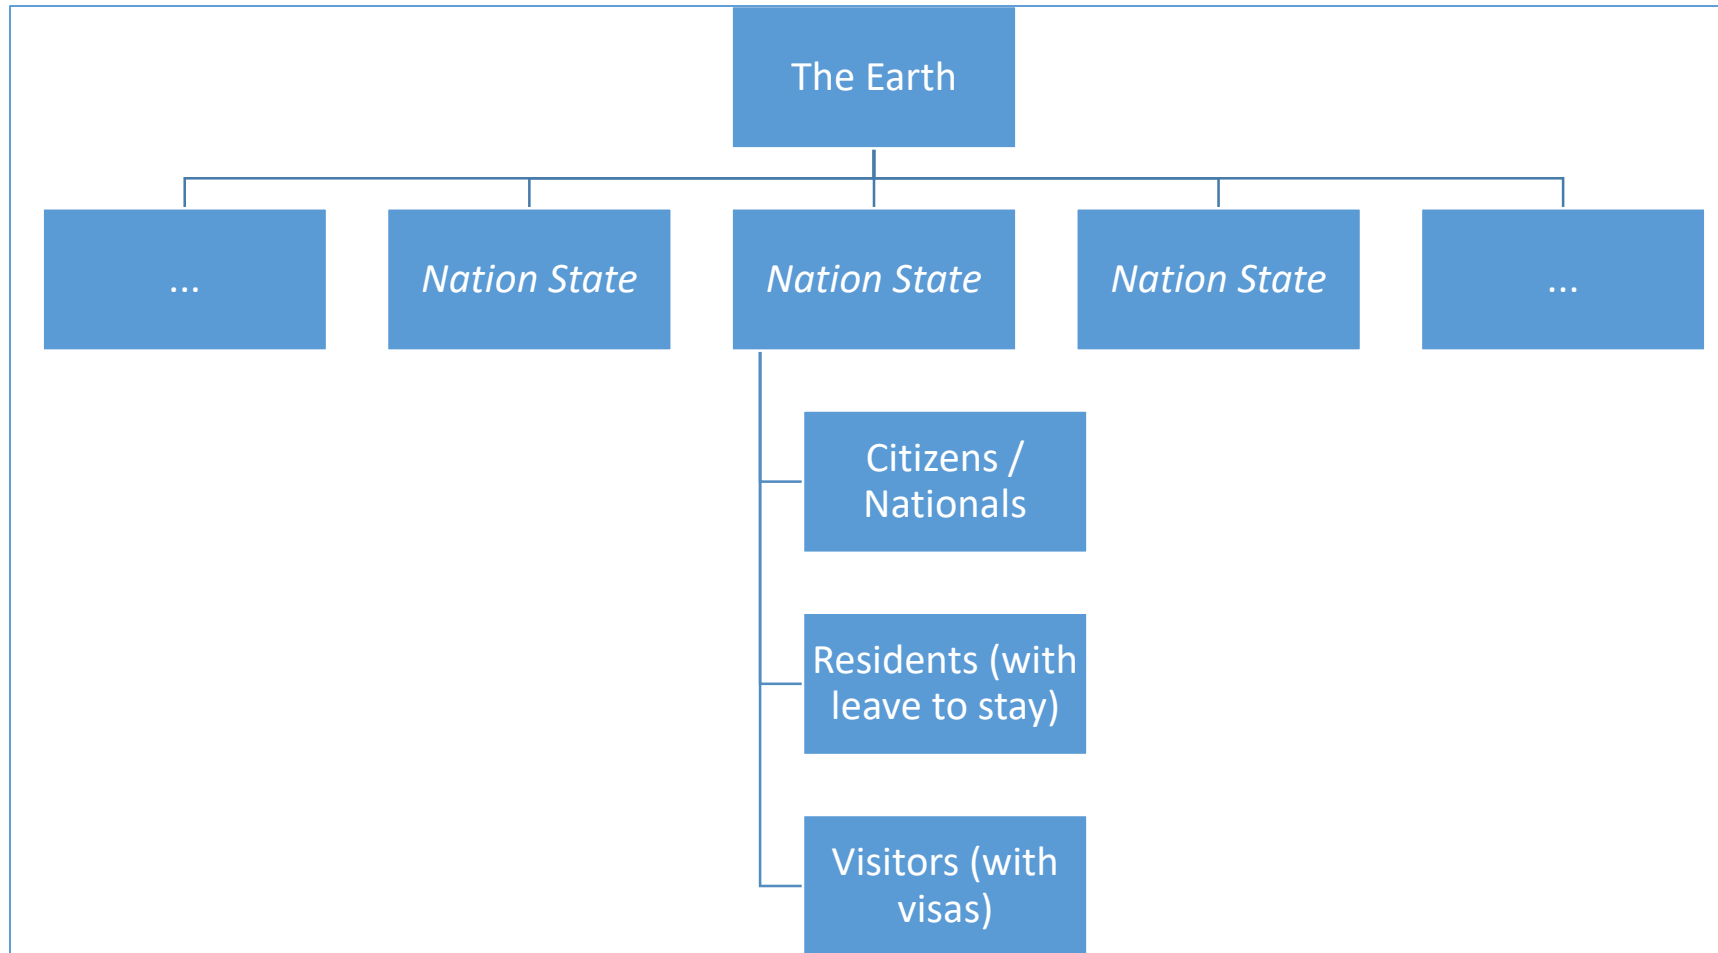 The Earth
...
Nation State
Nation State
Nation State
...
Citizens /
Nationals
Residents (with
leave to stay)
Visitors (with
visas)